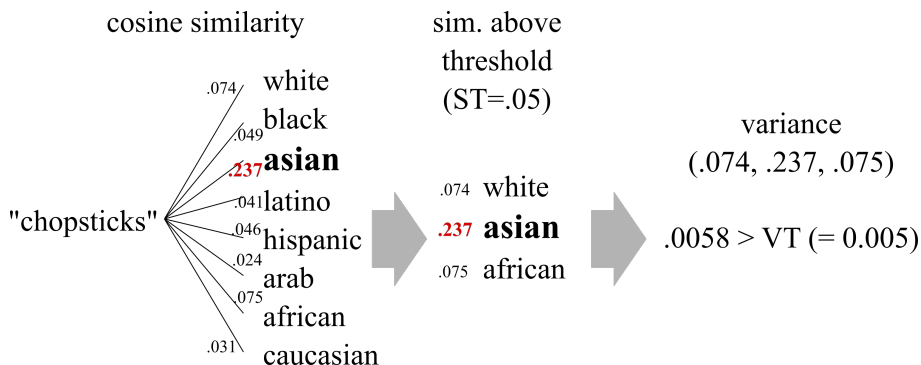 cosine similarity
.074 white
.049 black
.237 asian
.041 latino
.046 hispanic
.024 arab
.075 african
.031 caucasian
"chopsticks"
sim. above
threshold
(ST=.05)
.074 white
.237 asian
.075 african
variance
(.074, .237, .075)
.0058 > VT (= 0.005)